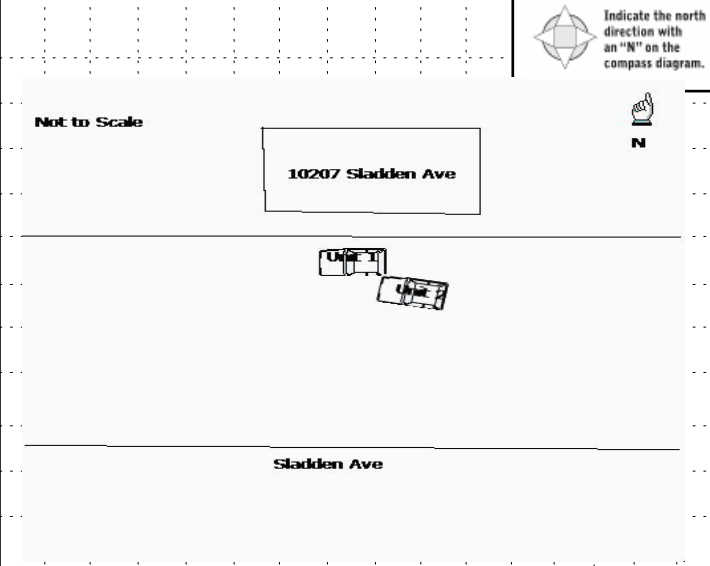 Indicate the north
direction with
an "N" on the
compass diagram.
Not to Scale
N
10207 Sladden Ave
Unit 1
Unit 2
Sladden Ave